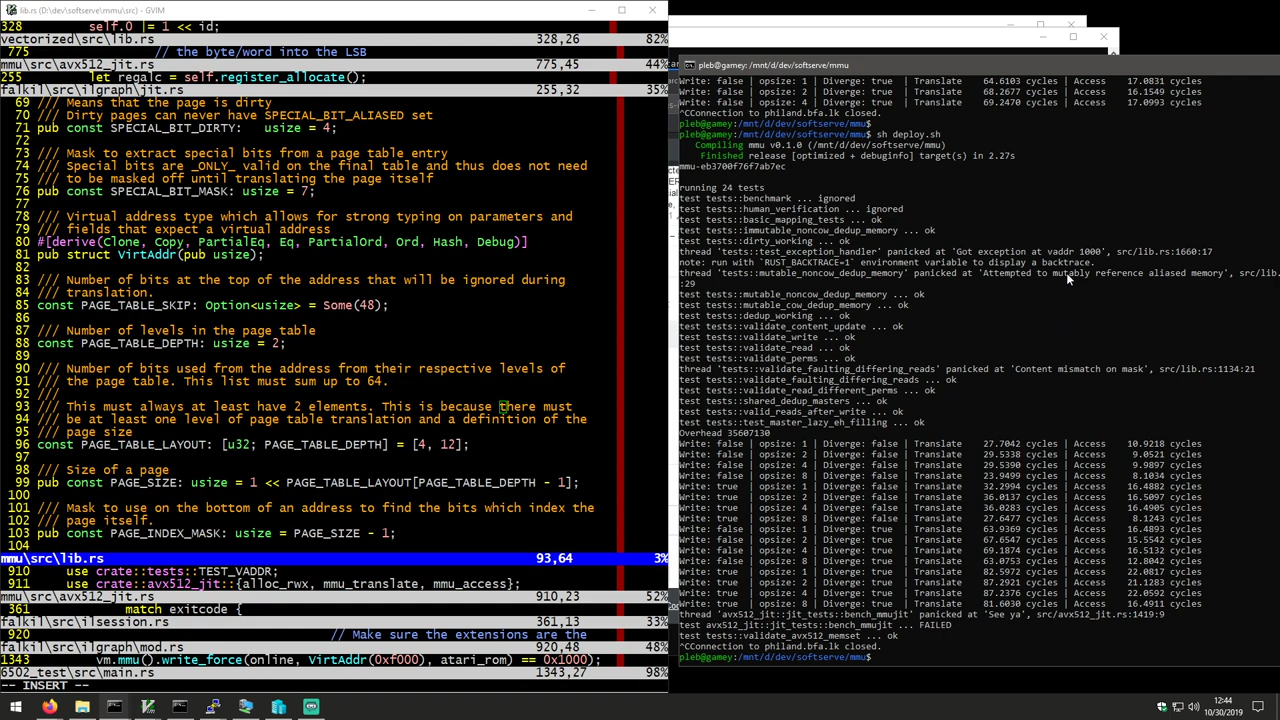 lib.rs (D:\dev\softserve\mmu\src) - GVIM
328        self.0 |= 1 << id;
vectorized\src\lib.rs                              328,26          82%
775                // the byte/word into the LSB
mmu\src\avx512_jit.rs                              775,45          44%
255        let regalc = self.register_allocate();
falkil\ilgraph\jit.rs                              255,32          35%
69 /// Means that the page is dirty
70 /// Dirty pages can never have SPECIAL_BIT_ALIASED set
71 pub const SPECIAL_BIT_DIRTY:   usize = 4;
72
73 /// Mask to extract special bits from a page table entry
74 /// Special bits are _ONLY_ valid on the final table and thus does not need
75 /// to be masked off until translating the page itself
76 pub const SPECIAL_BIT_MASK: usize = 7;
77
78 /// Virtual address type which allows for strong typing on parameters and
79 /// fields that expect a virtual address
80 #[derive(Clone, Copy, PartialEq, Eq, PartialOrd, Ord, Hash, Debug)]
81 pub struct VirtAddr(pub usize);
82
83 /// Number of bits at the top of the address that will be ignored during
84 /// translation.
85 const PAGE_TABLE_SKIP: Option<usize> = Some(48);
86
87 /// Number of levels in the page table
88 const PAGE_TABLE_DEPTH: usize = 2;
89
90 /// Number of bits used from the address from their respective levels of
91 /// the page table. This list must sum up to 64.
92 ///
93 /// This must always at least have 2 elements. This is because there must
94 /// be at least one level of page table translation and a definition of the
95 /// page size
96 const PAGE_TABLE_LAYOUT: [u32; PAGE_TABLE_DEPTH] = [4, 12];
97
98 /// Size of a page
99 pub const PAGE_SIZE: usize = 1 << PAGE_TABLE_LAYOUT[PAGE_TABLE_DEPTH - 1];
100
101 /// Mask to use on the bottom of an address to find the bits which index the
102 /// page itself.
103 pub const PAGE_INDEX_MASK: usize = PAGE_SIZE - 1;
104
mmu\src\lib.rs                                     93,64            3%
910    use crate::tests::TEST_VADDR;
911    use crate::avx512_jit::{alloc_rwx, mmu_translate, mmu_access};
mmu\src\avx512_jit.rs                              910,23          52%
361            match exitcode {
falkil\src\ilsession.rs                            361,13          33%
920                                    // Make sure the extensions are the
falkil\src\ilgraph\mod.rs                          920,48          48%
1343        vm.mmu().write_force(online, VirtAddr(0xf000), atari_rom) == 0x1000);
6502_test\src\main.rs                              1343,27         98%
-- INSERT --
pleb@gamey: /mnt/d/dev/softserve/mmu
Write: false | opsize: 1 | Diverge: true  | Translate    64.6103 cycles | Access    17.0831 cycles
Write: false | opsize: 2 | Diverge: true  | Translate    68.2677 cycles | Access    16.1549 cycles
Write: false | opsize: 4 | Diverge: true  | Translate    69.2470 cycles | Access    17.0993 cycles
^CConnection to philand.bfa.lk closed.
pleb@gamey:/mnt/d/dev/softserve/mmu$
pleb@gamey:/mnt/d/dev/softserve/mmu$ sh deploy.sh
Compiling mmu v0.1.0 (/mnt/d/dev/softserve/mmu)
Finished release [optimized + debuginfo] target(s) in 2.27s
mmu-eb3700f76f7ab7ec
running 24 tests
test tests::benchmark ... ignored
test tests::human_verification ... ignored
test tests::basic_mapping_tests ... ok
test tests::immutable_noncow_dedup_memory ... ok
test tests::dirty_working ... ok
thread 'tests::test_exception_handler' panicked at 'Got exception at vaddr 1000', src/lib.rs:1660:17
note: run with `RUST_BACKTRACE=1` environment variable to display a backtrace.
thread 'tests::mutable_noncow_dedup_memory' panicked at 'Attempted to mutably reference aliased memory', src/lib.
:29
test tests::mutable_noncow_dedup_memory ... ok
test tests::mutable_cow_dedup_memory ... ok
test tests::dedup_working ... ok
test tests::validate_content_update ... ok
test tests::validate_write ... ok
test tests::validate_read ... ok
test tests::validate_perms ... ok
thread 'tests::validate_faulting_differing_reads' panicked at 'Content mismatch on mask', src/lib.rs:1134:21
test tests::validate_faulting_differing_reads ... ok
test tests::validate_read_different_perms ... ok
test tests::shared_dedup_masters ... ok
test tests::valid_reads_after_write ... ok
test tests::test_master_lazy_eh_filling ... ok
Overhead 35607130
Write: false | opsize: 1 | Diverge: false | Translate    27.7042 cycles | Access    10.9218 cycles
Write: false | opsize: 2 | Diverge: false | Translate    29.5338 cycles | Access     9.0521 cycles
Write: false | opsize: 4 | Diverge: false | Translate    29.5390 cycles | Access     9.9897 cycles
Write: false | opsize: 8 | Diverge: false | Translate    23.9499 cycles | Access     8.1034 cycles
Write: true  | opsize: 1 | Diverge: false | Translate    32.2994 cycles | Access    16.4882 cycles
Write: true  | opsize: 2 | Diverge: false | Translate    36.0137 cycles | Access    16.5097 cycles
Write: true  | opsize: 4 | Diverge: false | Translate    36.0283 cycles | Access    16.4905 cycles
Write: true  | opsize: 8 | Diverge: false | Translate    27.6477 cycles | Access     8.1243 cycles
Write: false | opsize: 1 | Diverge: true  | Translate    63.9369 cycles | Access    16.4893 cycles
Write: false | opsize: 2 | Diverge: true  | Translate    67.6547 cycles | Access    15.5542 cycles
Write: false | opsize: 4 | Diverge: true  | Translate    69.1874 cycles | Access    16.5132 cycles
Write: false | opsize: 8 | Diverge: true  | Translate    63.0753 cycles | Access    12.8042 cycles
Write: true  | opsize: 1 | Diverge: true  | Translate    82.5972 cycles | Access    22.0817 cycles
Write: true  | opsize: 2 | Diverge: true  | Translate    87.2921 cycles | Access    21.1283 cycles
Write: true  | opsize: 4 | Diverge: true  | Translate    87.2376 cycles | Access    22.0592 cycles
Write: true  | opsize: 8 | Diverge: true  | Translate    81.6030 cycles | Access    16.4911 cycles
thread 'avx512_jit::jit_tests::bench_mmujit' panicked at 'See ya', src/avx512_jit.rs:1419:9
test avx512_jit::jit_tests::bench_mmujit ... FAILED
test tests::validate_avx512_memset ... ok
^CConnection to philand.bfa.lk closed.
pleb@gamey:/mnt/d/dev/softserve/mmu$
12:44
10/30/2019